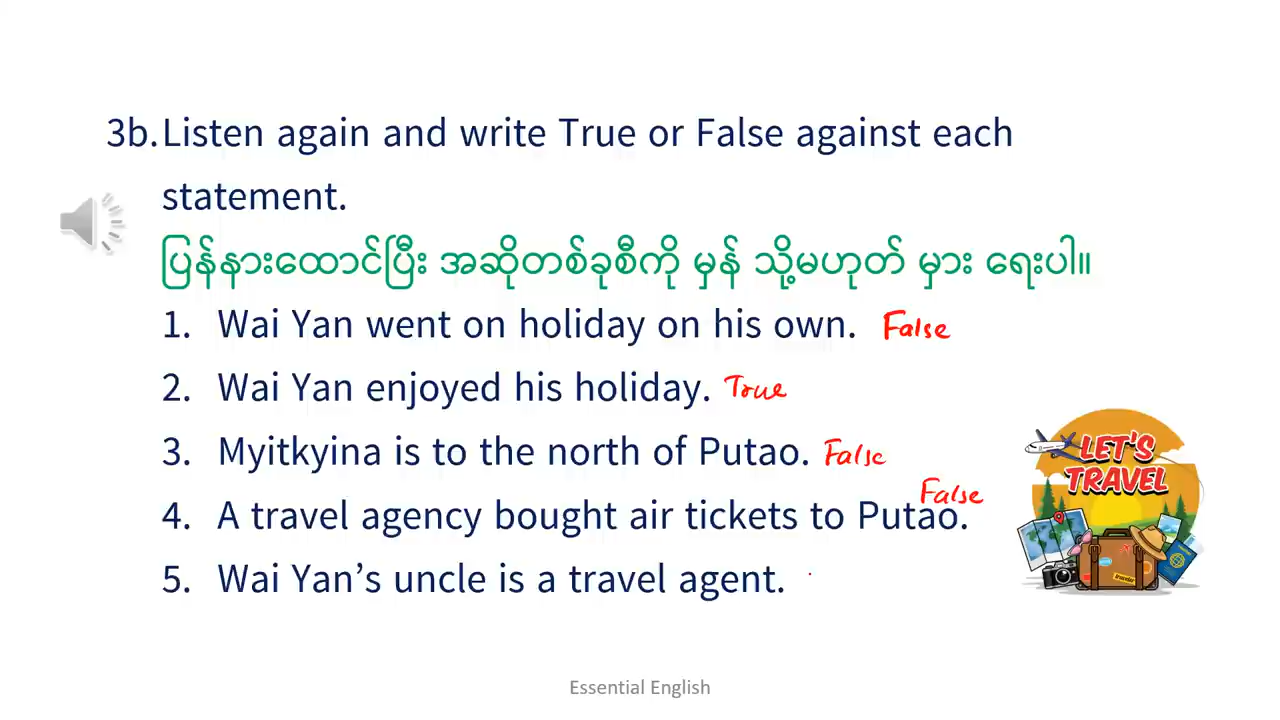 3b. Listen again and write True or False against each
statement.
ပြန်နားထောင်ပြီး အဆိုတစ်ခုစီကို မှန် သို့မဟုတ် မှား ရေးပါ။
1. Wai Yan went on holiday on his own. False
2. Wai Yan enjoyed his holiday. True
3. Myitkyina is to the north of Putao. False
False
4. A travel agency bought air tickets to Putao.
5. Wai Yan’s uncle is a travel agent.
LET'S
TRAVEL
Essential English